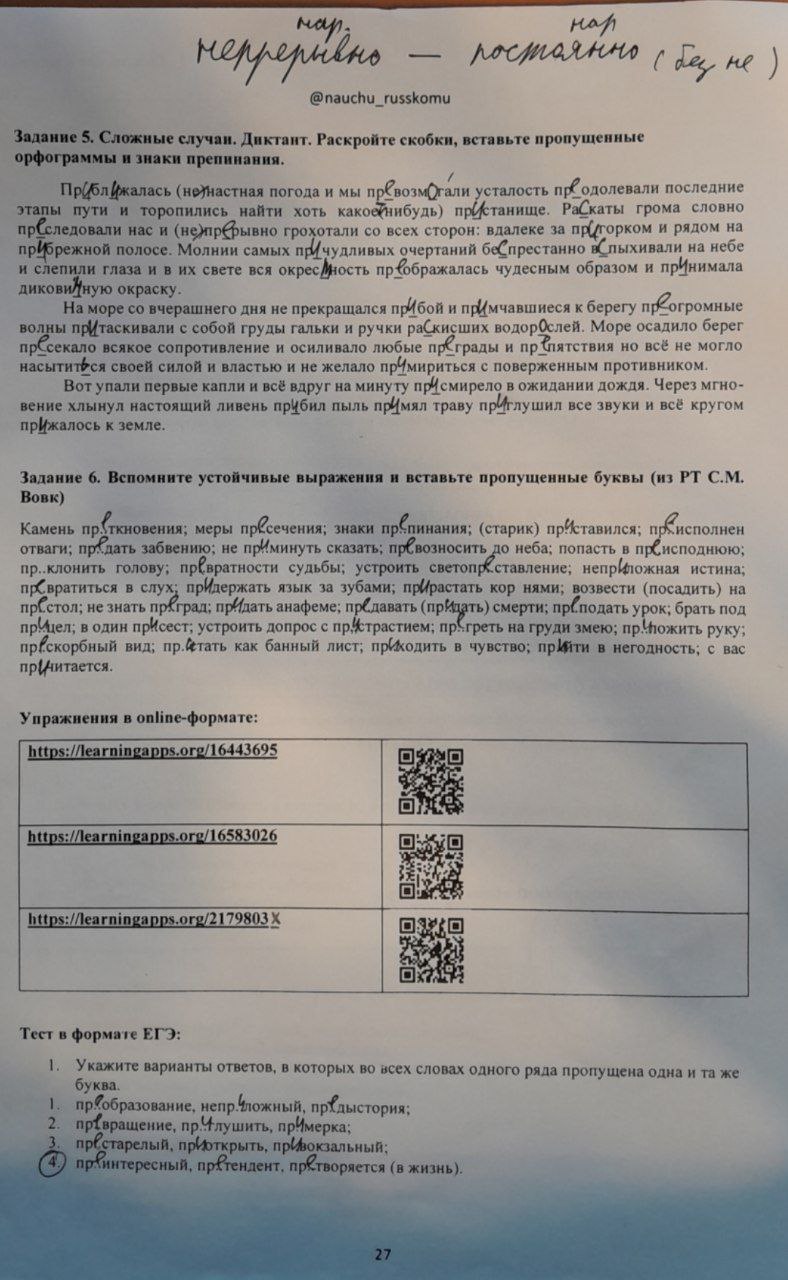 нар. нар
непрерывно — постоянно (без не)
@nauchu_russkomu
Задание 5. Сложные случаи. Диктант. Раскройте скобки, вставьте пропущенные
орфограммы и знаки препинания.
Приближалась (не)настная погода и мы превозмогали усталость преодолевали последние
этапы пути и торопились найти хоть какое-нибудь) пристанище. Раскаты грома словно
преследовали нас и (не)прерывно грохотали со всех сторон: вдалеке за пригорком и рядом на
прибрежной полосе. Молнии самых причудливых очертаний беспрестанно вспыхивали на небе
и слепили глаза и в их свете вся окрестность преображалась чудесным образом и принимала
диковинную окраску.
На море со вчерашнего дня не прекращался прибой и примчавшиеся к берегу преогромные
волны притаскивали с собой груды гальки и ручки раскисших водорослей. Море осадило берег
пресекало всякое сопротивление и осиливало любые преграды и препятствия но всё не могло
насытиться своей силой и властью и не желало примириться с поверженным противником.
Вот упали первые капли и всё вдруг на минуту присмирело в ожидании дождя. Через мгно-
вение хлынул настоящий ливень прибил пыль примял траву приглушил все звуки и всё кругом
прижалось к земле.
Задание 6. Вспомните устойчивые выражения и вставьте пропущенные буквы (из РТ С.М.
Вовк)
Камень преткновения; меры пресечения; знаки препинания; (старик) приставился; преисполнен
отваги; предать забвению; не приминуть сказать; превозносить до неба; попасть в преисподнюю;
пр..клонить голову; превратности судьбы; устроить светопреставление; непреложная истина;
превратиться в слух; придержать язык за зубами; прирастать кор нями; возвести (посадить) на
престол; не знать преград; придать анафеме; предавать (придать) смерти; преподать урок; брать под
прицел; в один присест; устроить допрос с пристрастием; пригреть на груди змею; приложить руку;
прескорбный вид; пристать как банный лист; приходить в чувство; прийти в негодность; с вас
причитается.
Упражнения в online-формате:
https://learningapps.org/16443695
https://learningapps.org/16583026
https://learningapps.org/2179803X
Тест в формате ЕГЭ:
1. Укажите варианты ответов, в которых во всех словах одного ряда пропущена одна и та же
буква.
1. преобразование, непреложный, предыстория;
2. превращение, приглушить, примерка;
3. престарелый, приоткрыть, привокзальный;
4. преинтересный, претендент, претворяется (в жизнь).
27